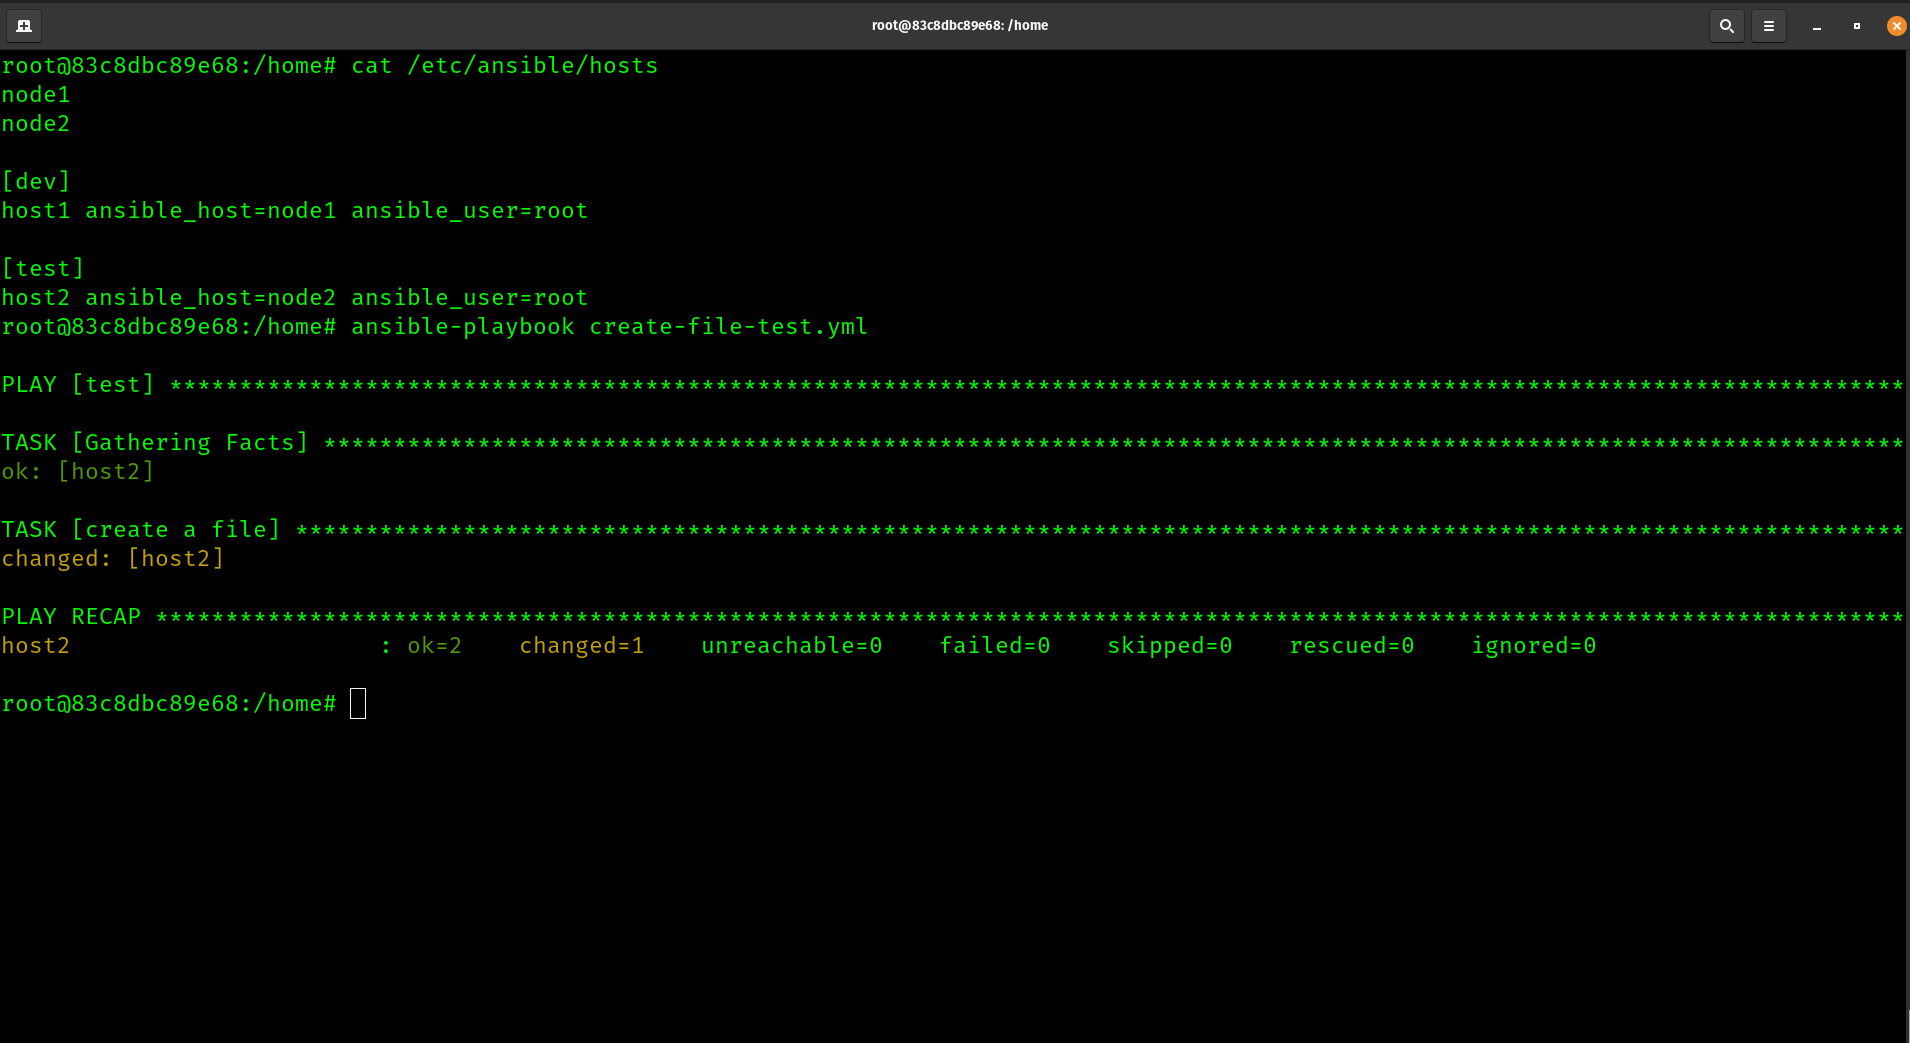 root@83c8dbc89e68: /home
root@83c8dbc89e68:/home# cat /etc/ansible/hosts
node1
node2
[dev]
host1 ansible_host=node1 ansible_user=root
[test]
host2 ansible_host=node2 ansible_user=root
root@83c8dbc89e68:/home# ansible-playbook create-file-test.yml
PLAY [test] ****************************************************************************************************************************
TASK [Gathering Facts] *****************************************************************************************************************
ok: [host2]
TASK [create a file] *******************************************************************************************************************
changed: [host2]
PLAY RECAP *****************************************************************************************************************************
host2                      : ok=2    changed=1    unreachable=0    failed=0    skipped=0    rescued=0    ignored=0
root@83c8dbc89e68:/home#